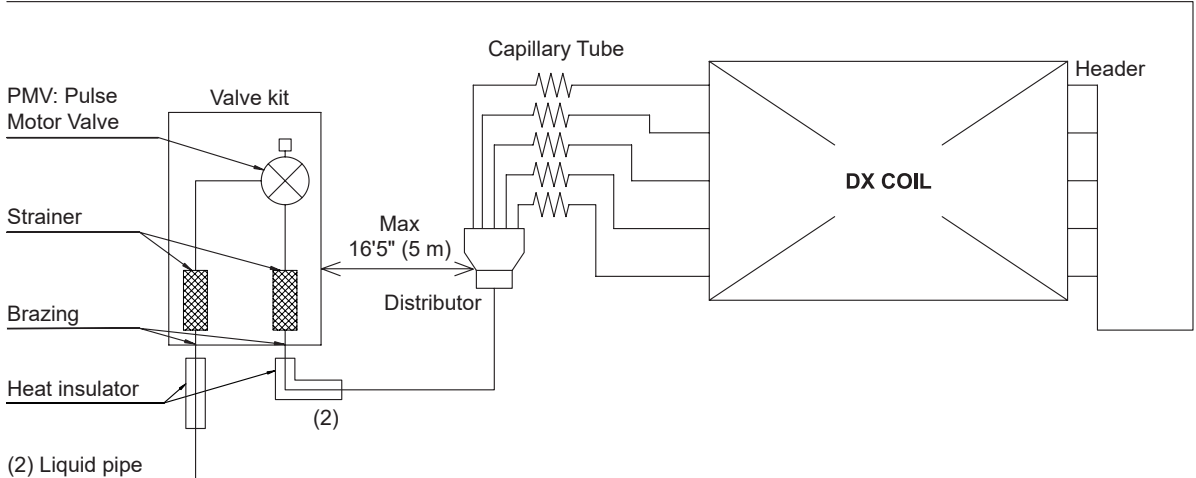 Capillary Tube
Header
PMV: Pulse
Motor Valve
Valve kit
DX COIL
Strainer
Max
16'5" (5 m)
Distributor
Brazing
Heat insulator
(2)
(2) Liquid pipe